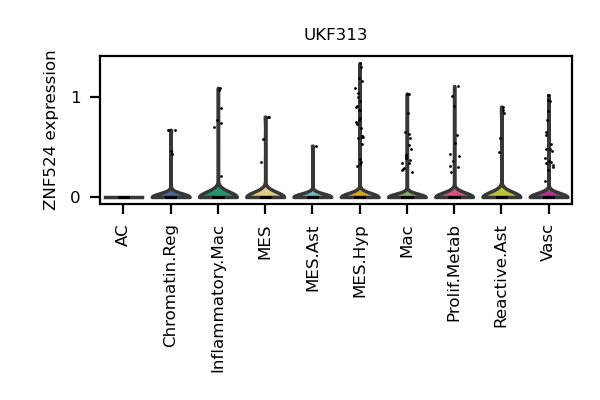 UKF313
ZNF524 expression
1
0
AC
Chromatin.Reg
Inflammatory.Mac
MES
MES.Ast
MES.Hyp
Mac
Prolif.Metab
Reactive.Ast
Vasc